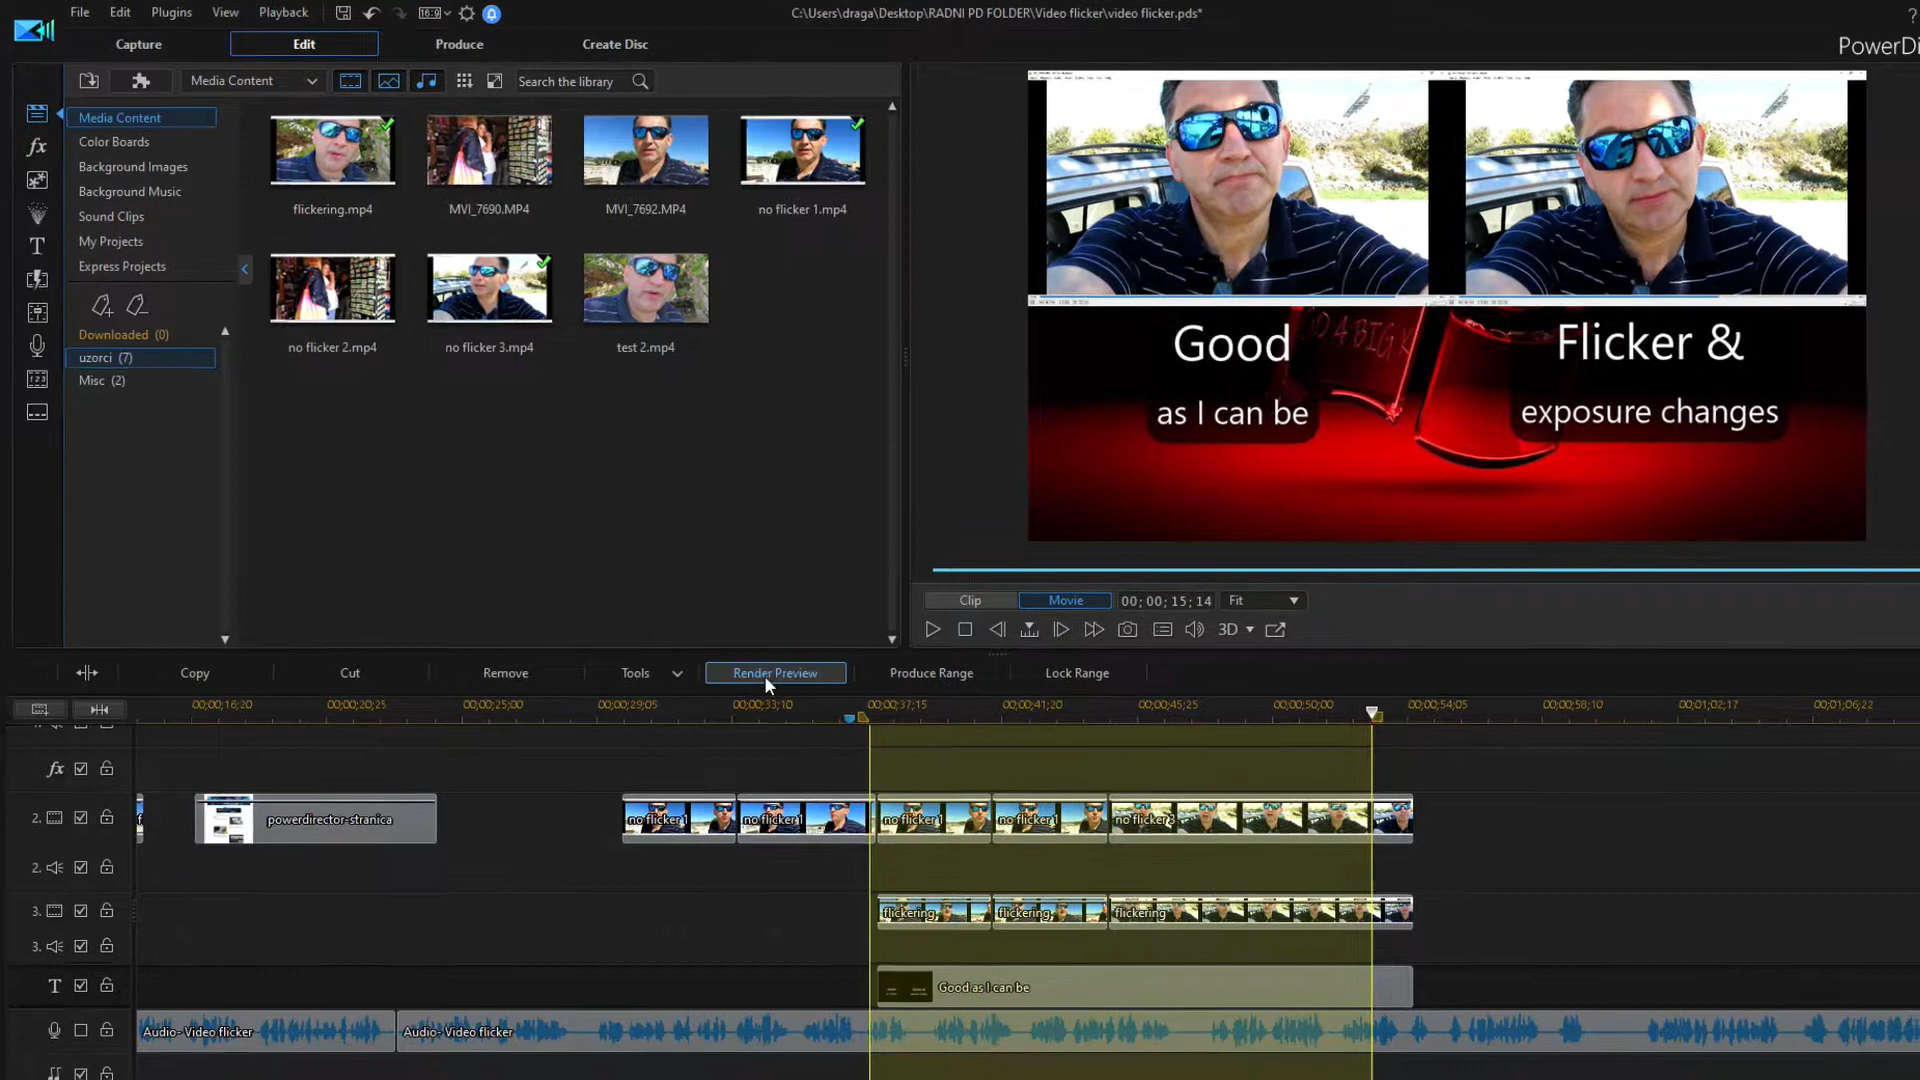 File Edit Plugins View Playback 16:9 C:\Users\draga\Desktop\RADNI PD FOLDER\Video flicker\video flicker.pds* ?
Capture Edit Produce Create Disc PowerDi
Media Content Search the library
Media Content
Color Boards
Background Images
Background Music
Sound Clips
My Projects
Express Projects
Downloaded (0)
uzorci (7)
Misc (2)
flickering.mp4 MVI_7690.MP4 MVI_7692.MP4 no flicker 1.mp4
no flicker 2.mp4 no flicker 3.mp4 test 2.mp4
Good Flicker &
as I can be exposure changes
Clip Movie 00;00;15;14 Fit
3D
Copy Cut Remove Tools Render Preview Produce Range Lock Range
00;00;16;20 00;00;20;25 00;00;25;00 00;00;29;05 00;00;33;10 00;00;37;15 00;00;41;20 00;00;45;25 00;00;50;00 00;00;54;05 00;00;58;10 00;01;02;17 00;01;06;22
fx
2. powerdirector-stranica no flicker 1 no flicker 1 no flicker 1 no flicker 1 no flicker 3
2.
3. flickering flickering flickering
3.
T Good as I can be
Audio- Video flicker Audio- Video flicker